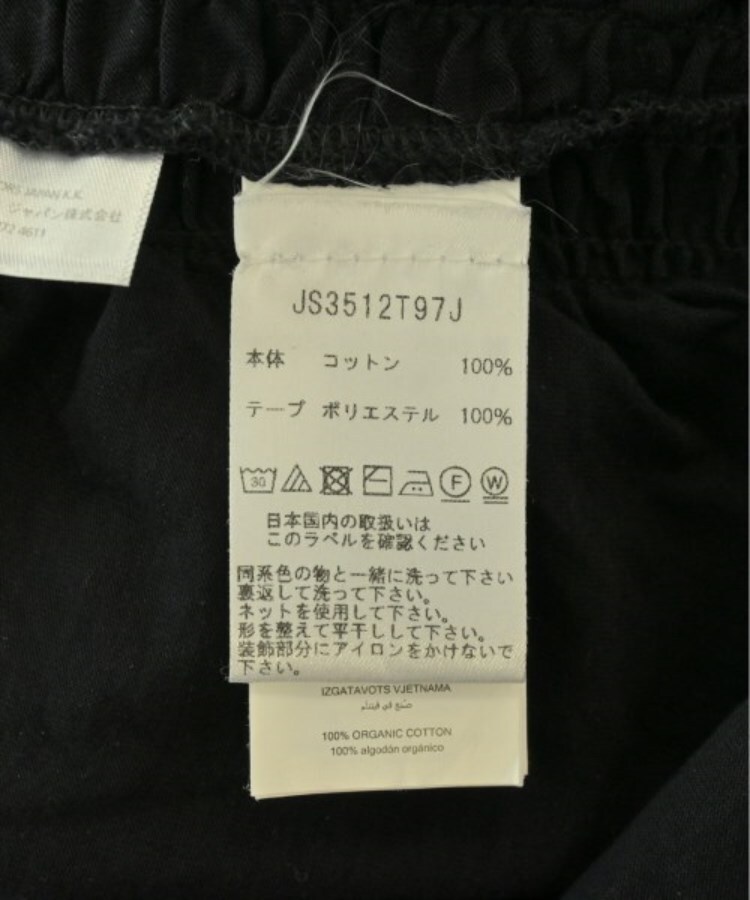 JAPAN K.K.
ジャパン株式会社
4611
JS3512T97J
本体 コットン 100%
テープ ポリエステル 100%
30
F W
日本国内の取扱いは
このラベルを確認ください
同系色の物と一緒に洗って下さい
裏返して洗って下さい。
ネットを使用して下さい。
形を整えて平干しして下さい。
装飾部分にアイロンをかけないで
下さい。
IZGATAVOTS VJETNAMA
صنع في فيتنام
100% ORGANIC COTTON
100% algodón orgánico